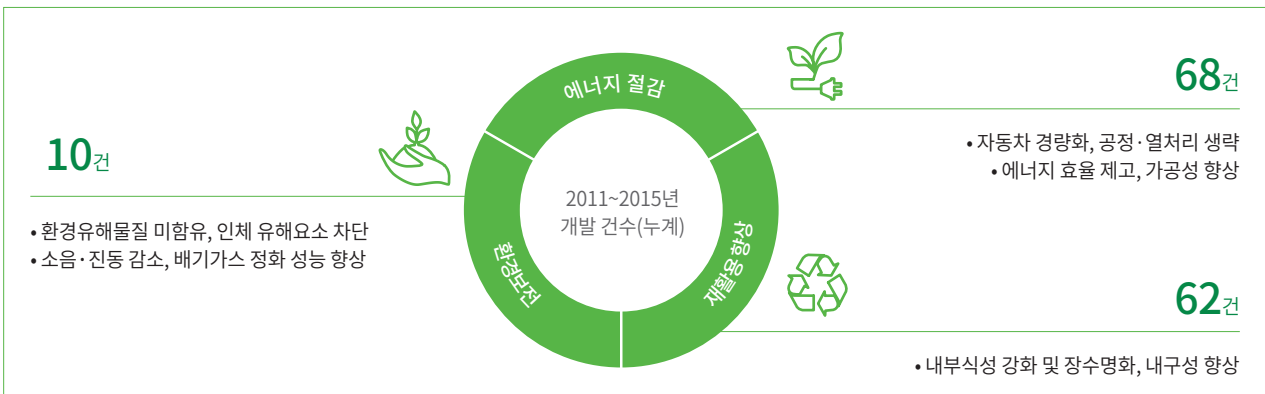 에너지 절감
68건
• 자동차 경량화, 공정·열처리 생략
• 에너지 효율 제고, 가공성 향상
10건
• 환경유해물질 미함유, 인체 유해요소 차단
• 소음·진동 감소, 배기가스 정화 성능 향상
2011~2015년
개발 건수(누계)
환경보전
재활용 향상
62건
• 내부식성 강화 및 장수명화, 내구성 향상